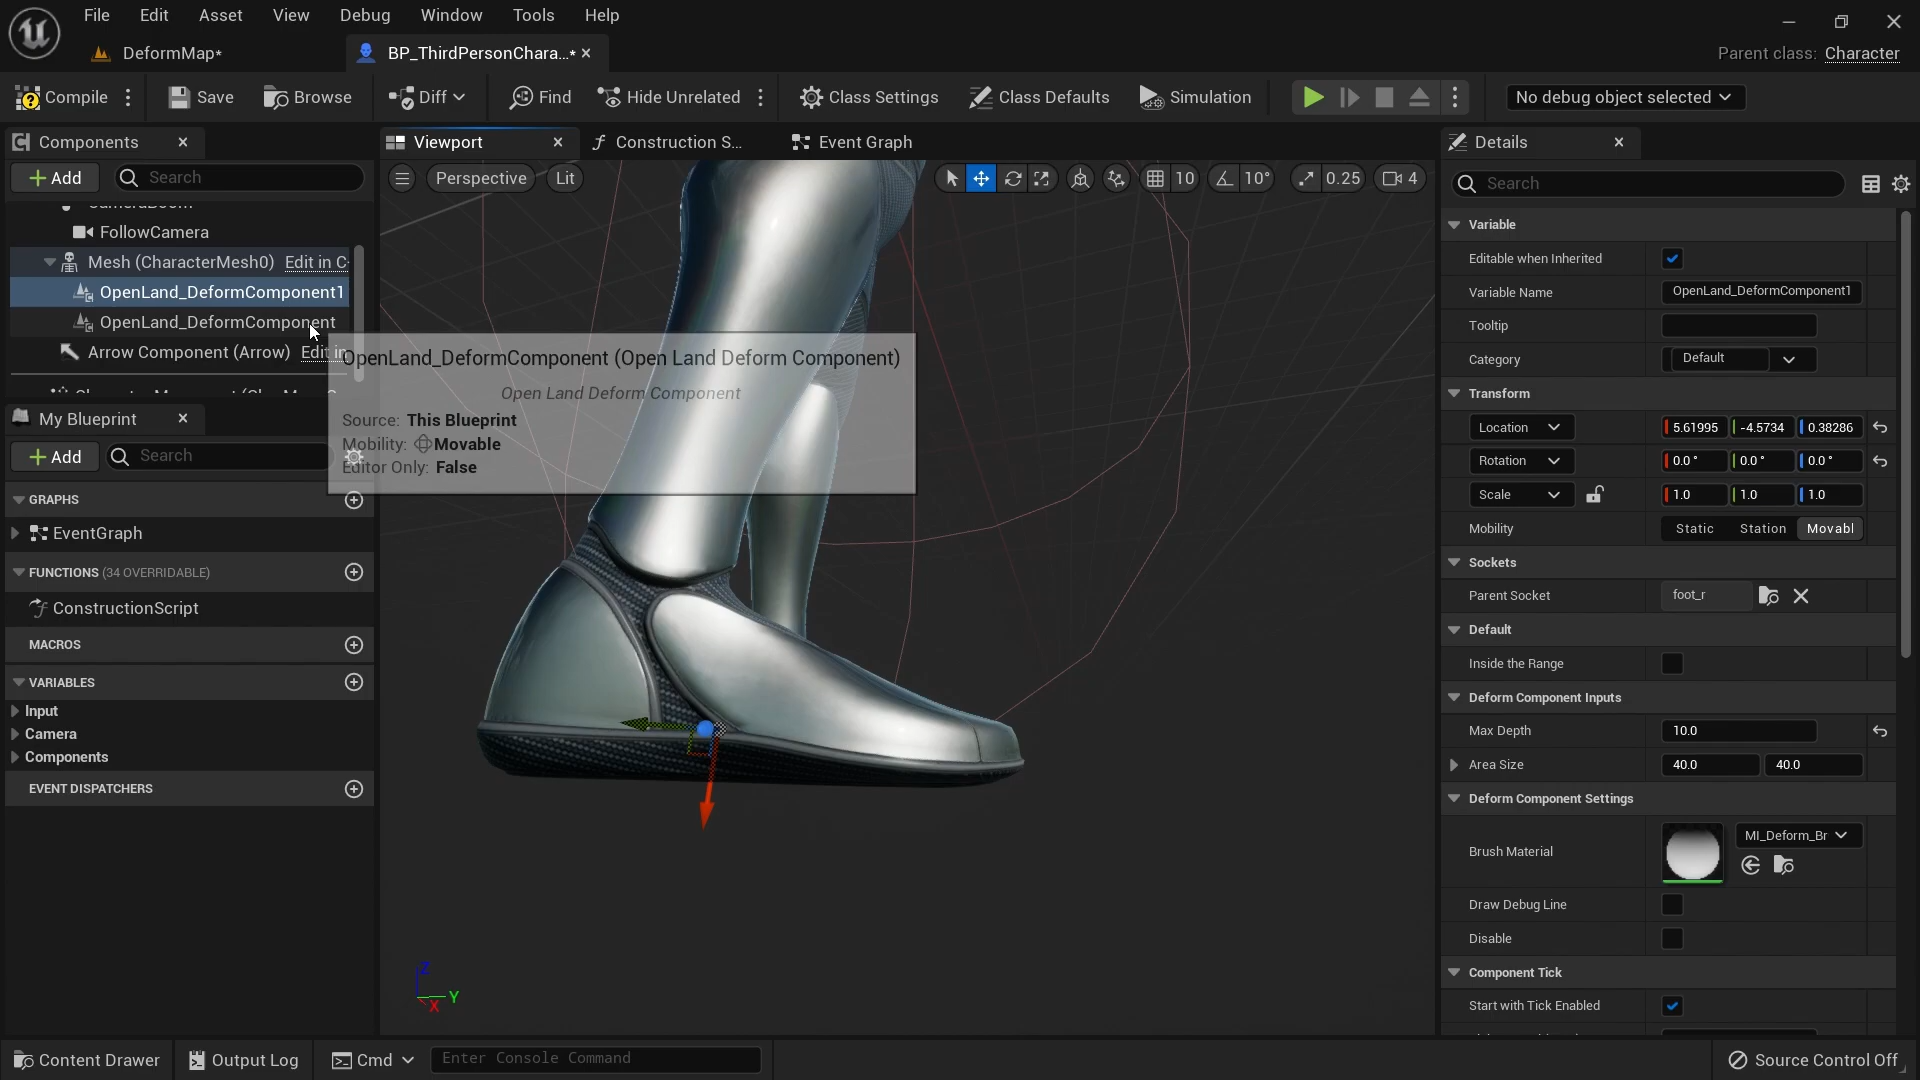 File Edit Asset View Debug Window Tools Help
DeformMap*
BP_ThirdPersonChara...*
Parent class: Character
Compile
Save
Browse
Diff
Find
Hide Unrelated
Class Settings
Class Defaults
Simulation
No debug object selected
Components
Add
Search
FollowCamera
Mesh (CharacterMesh0) Edit in C
OpenLand_DeformComponent1
OpenLand_DeformComponent
Arrow Component (Arrow) Edit in
My Blueprint
Add
Search
GRAPHS
EventGraph
FUNCTIONS (34 OVERRIDABLE)
ConstructionScript
MACROS
VARIABLES
Input
Camera
Components
EVENT DISPATCHERS
Viewport
Construction S...
Event Graph
Perspective
Lit
10
10°
0.25
4
OpenLand_DeformComponent (Open Land Deform Component)
Open Land Deform Component
Source: This Blueprint
Mobility: Movable
Editor Only: False
Z
Y
X
Details
Search
Variable
Editable when Inherited
Variable Name OpenLand_DeformComponent1
Tooltip
Category Default
Transform
Location 5.61995 -4.5734 0.38286
Rotation 0.0 ° 0.0 ° 0.0 °
Scale 1.0 1.0 1.0
Mobility Static Station Movabl
Sockets
Parent Socket foot_r
Default
Inside the Range
Deform Component Inputs
Max Depth 10.0
Area Size 40.0 40.0
Deform Component Settings
Brush Material MI_Deform_Br
Draw Debug Line
Disable
Component Tick
Start with Tick Enabled
Content Drawer
Output Log
Cmd
Enter Console Command
Source Control Off